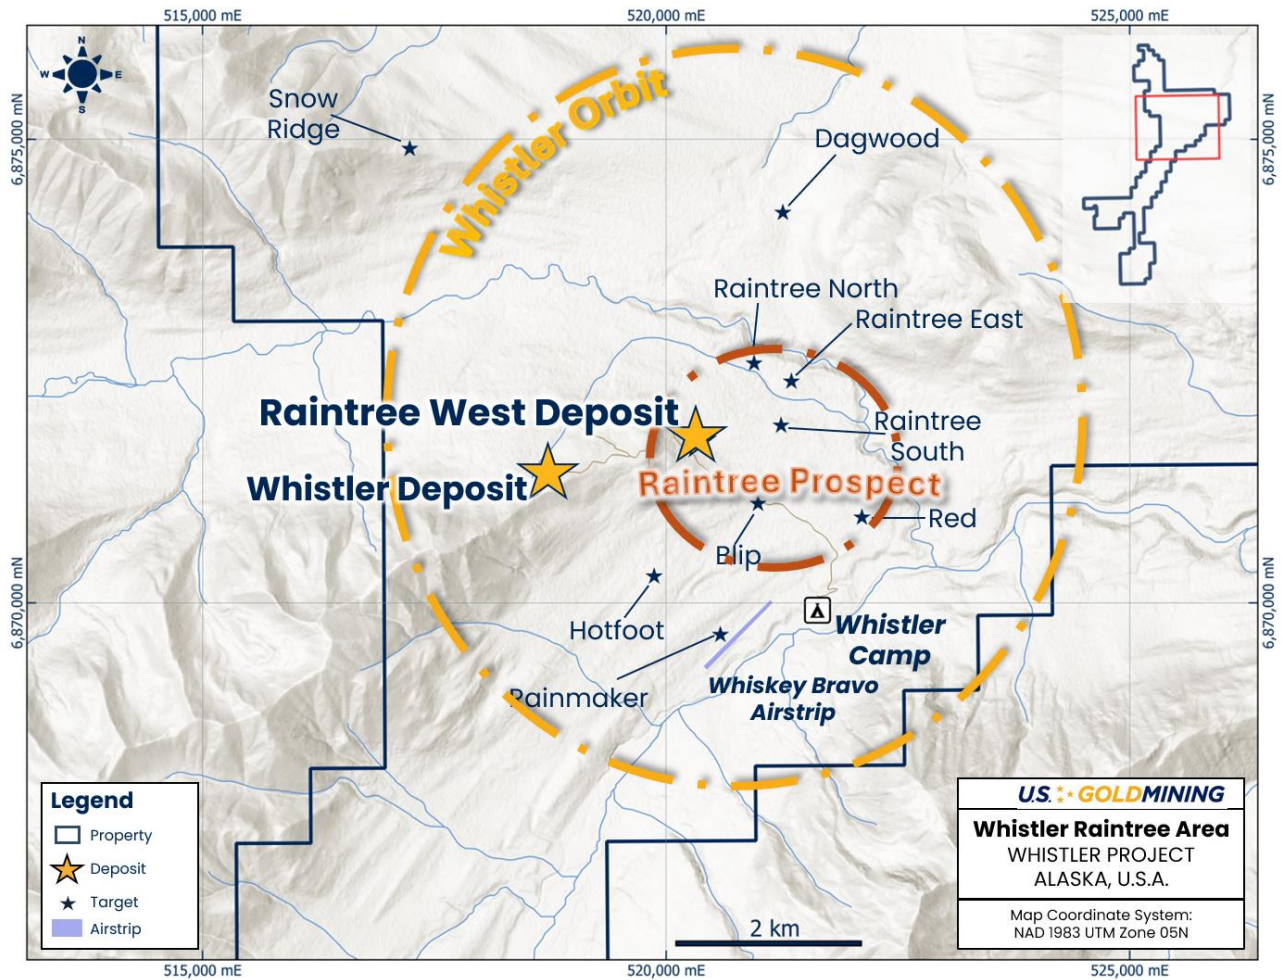 515,000 mE
520,000 mE
525,000 mE
6,875,000 mN
6,875,000 mN
N
W
E
S
Snow
Ridge
Whistler Orbit
Dagwood
Raintree North
Raintree East
Raintree West Deposit
Raintree
South
Whistler Deposit
Raintree Prospect
Red
Blip
6,870,000 mN
6,870,000 mN
Hotfoot
Whistler
Camp
Rainmaker
Whiskey Bravo
Airstrip
Legend
Property
Deposit
Target
Airstrip
2 km
U.S. GOLDMINING
Whistler Raintree Area
WHISTLER PROJECT
ALASKA, U.S.A.
Map Coordinate System:
NAD 1983 UTM Zone 05N
515,000 mE
520,000 mE
525,000 mE